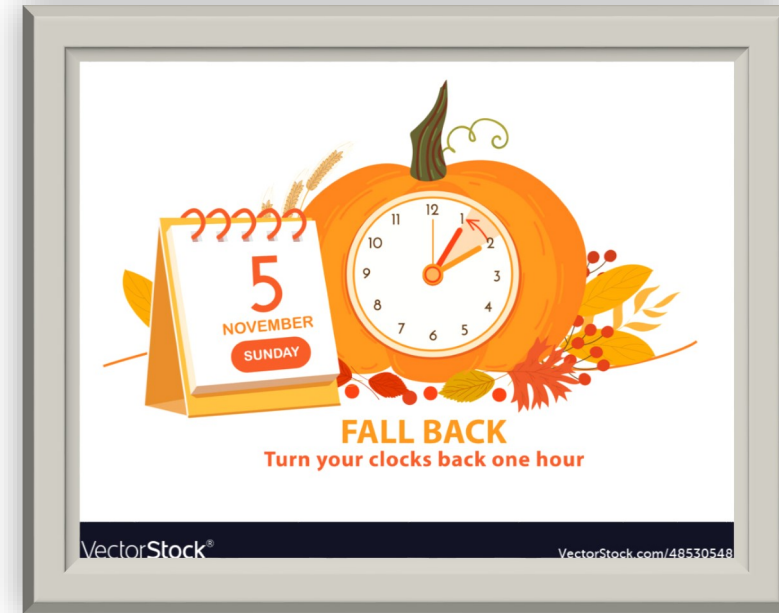 5
NOVEMBER
SUNDAY
12
1
2
3
4
5
6
7
8
9
10
11
FALL BACK
Turn your clocks back one hour
VectorStock®
VectorStock.com/48530548